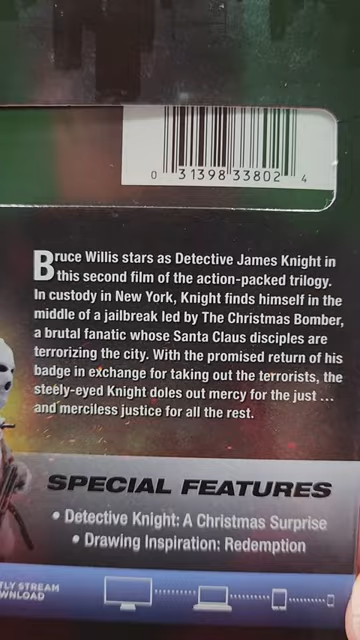 0 31398 33802 4
Bruce Willis stars as Detective James Knight in
this second film of the action-packed trilogy.
In custody in New York, Knight finds himself in the
middle of a jailbreak led by The Christmas Bomber,
a brutal fanatic whose Santa Claus disciples are
terrorizing the city. With the promised return of his
badge in exchange for taking out the terrorists, the
steely-eyed Knight doles out mercy for the just ...
and merciless justice for all the rest.
SPECIAL FEATURES
• Detective Knight: A Christmas Surprise
• Drawing Inspiration: Redemption
TLY STREAM
WNLOAD